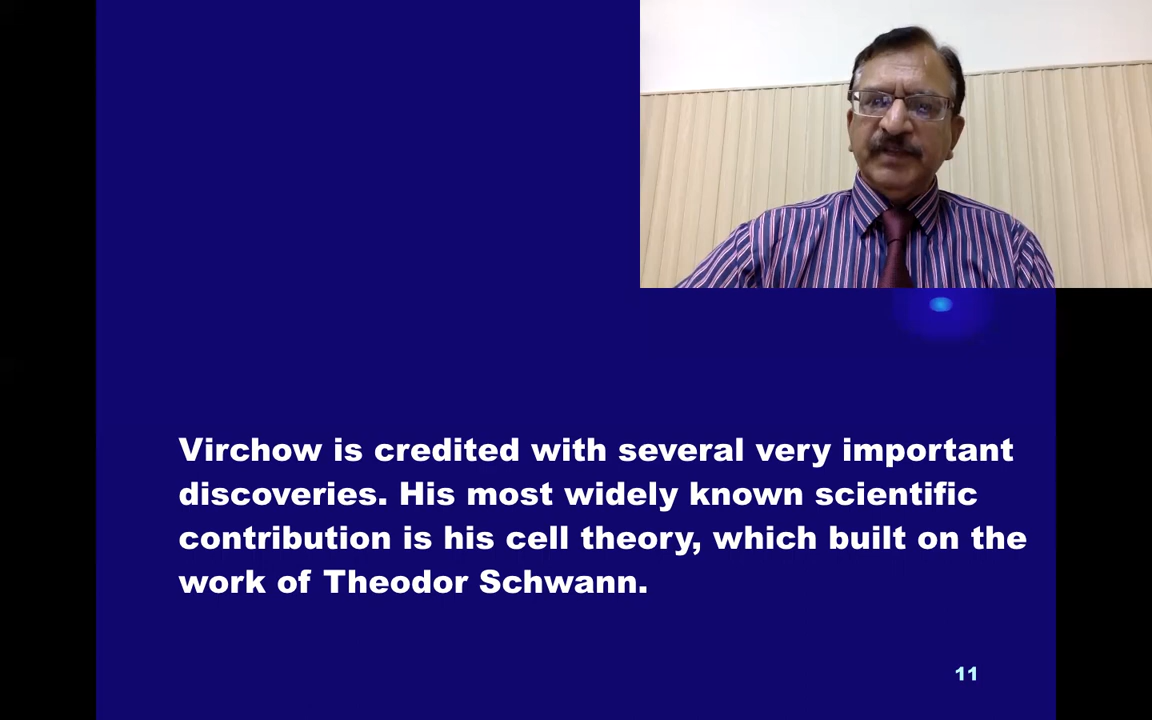 Virchow is credited with several very important
discoveries. His most widely known scientific
contribution is his cell theory, which built on the
work of Theodor Schwann.
11